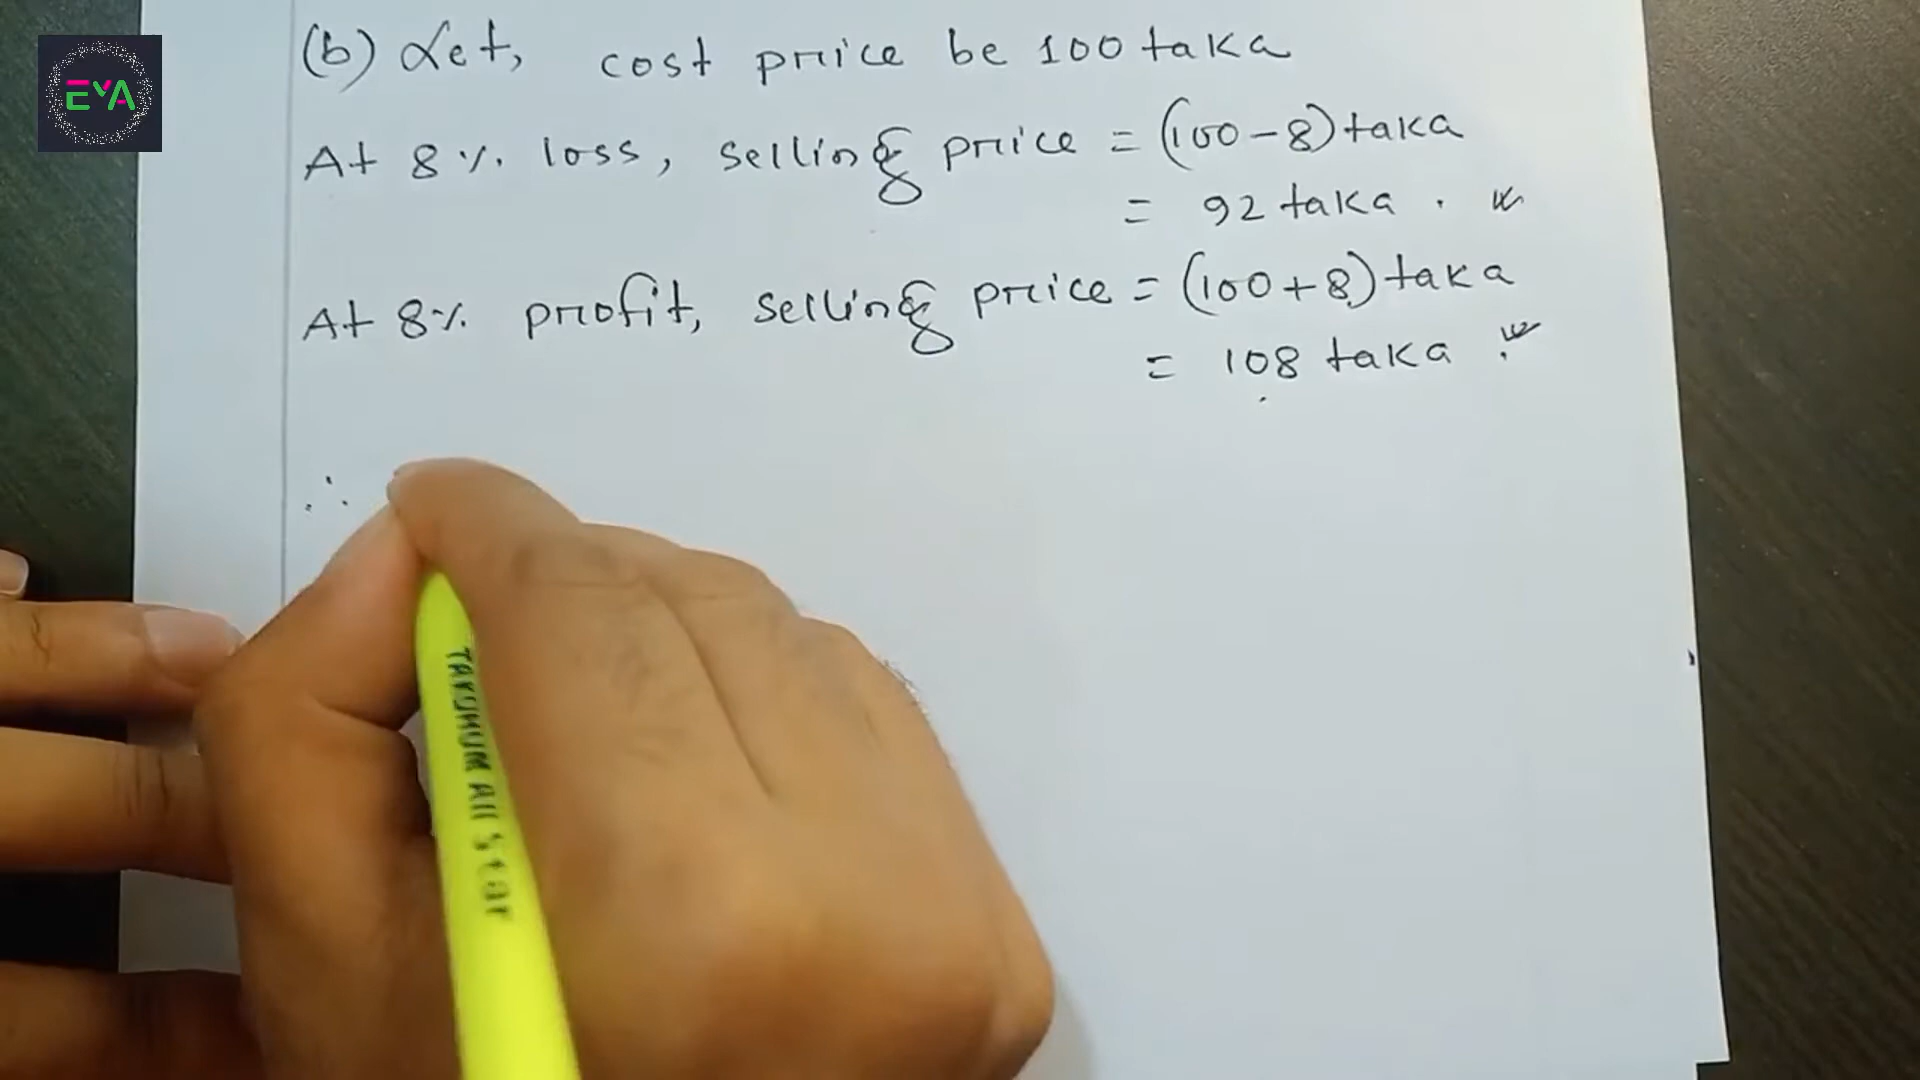 EYA
(b) Let, cost price be 100 taka
At 8% loss, selling price = (100-8) taka
= 92 taka.
At 8% profit, selling price = (100+8) taka
= 108 taka.
∴
TAKUMUM All Star